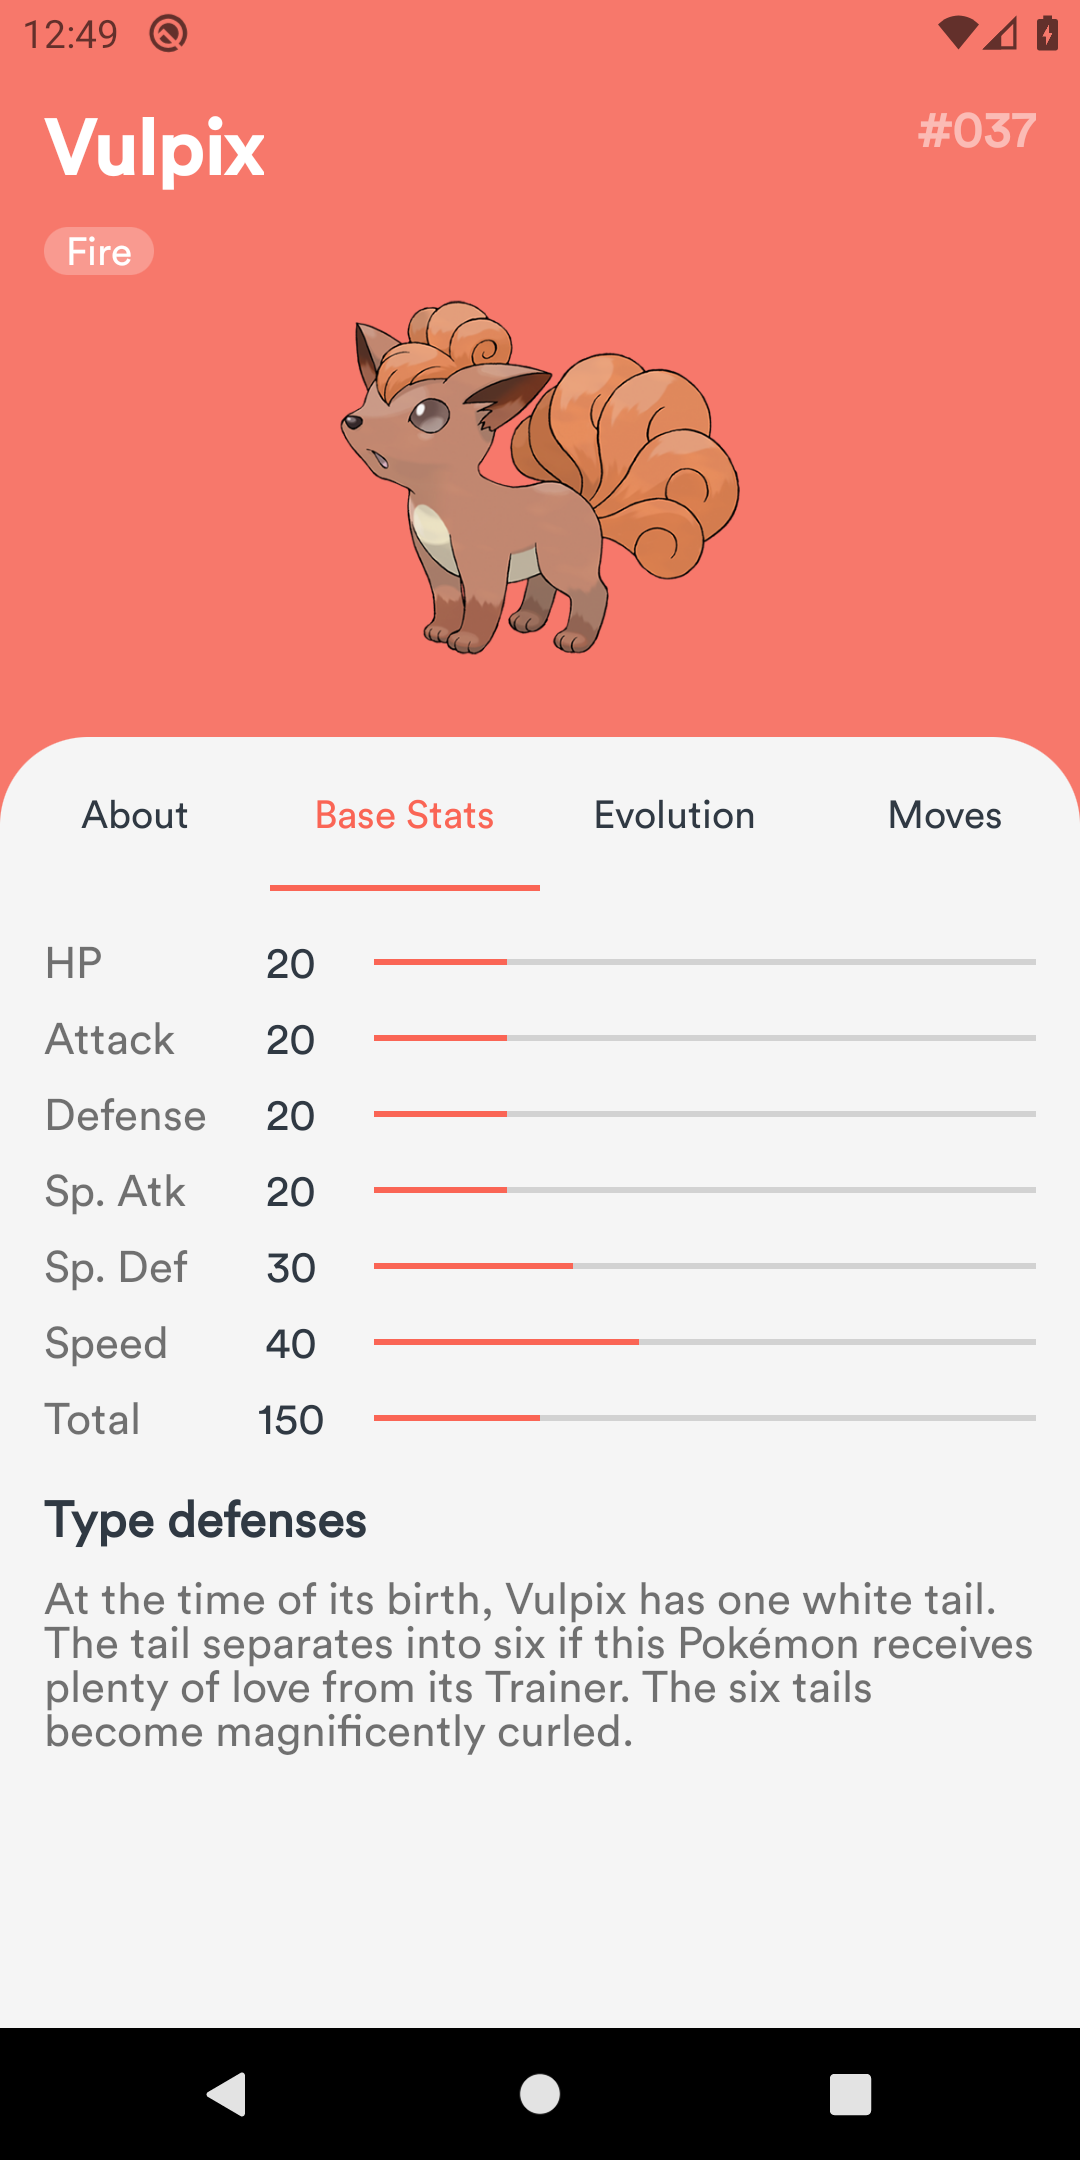 12:49
Vulpix
#037
Fire
About
Base Stats
Evolution
Moves
HP 20
Attack 20
Defense 20
Sp. Atk 20
Sp. Def 30
Speed 40
Total 150
Type defenses
At the time of its birth, Vulpix has one white tail.
The tail separates into six if this Pokémon receives
plenty of love from its Trainer. The six tails
become magnificently curled.